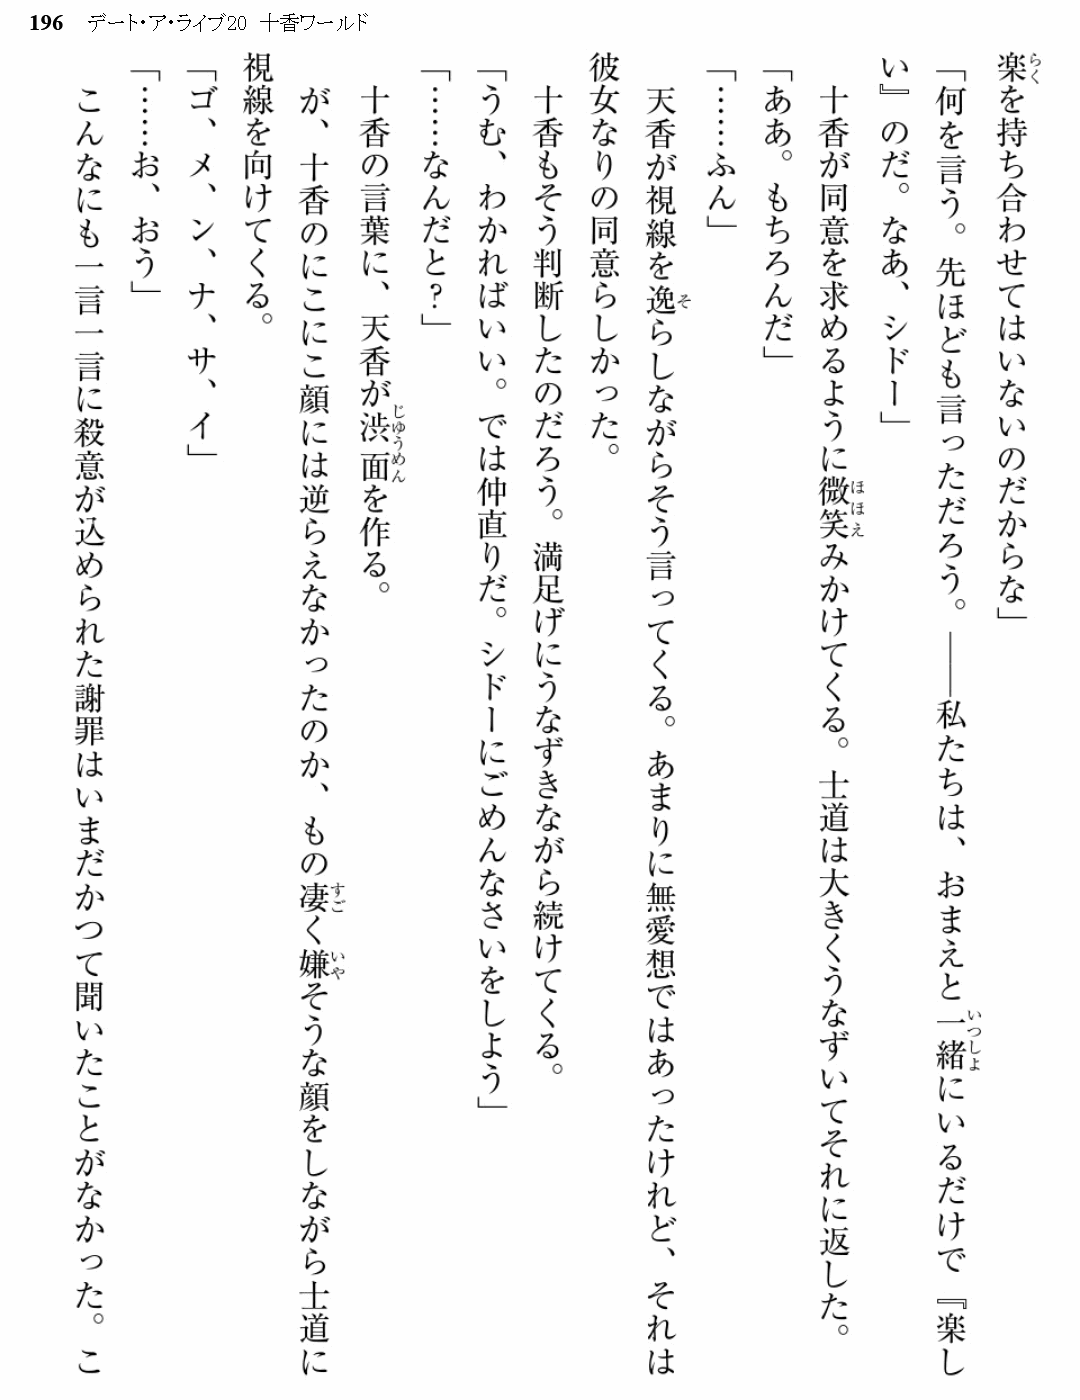 196 デート・ア・ライブ20 十香ワールド
楽を持ち合わせてはいないのだからな」
「何を言う。先ほども言っただろう。――私たちは、おまえと一緒にいるだけで『楽し
い』のだ。なあ、シドー」
十香が同意を求めるように微笑みかけてくる。士道は大きくうなずいてそれに返した。
「ああ。もちろんだ」
「……ふん」
天香が視線を逸らしながらそう言ってくる。あまりに無愛想ではあったけれど、それは
彼女なりの同意らしかった。
十香もそう判断したのだろう。満足げにうなずきながら続けてくる。
「うむ、わかればいい。では仲直りだ。シドーにごめんなさいをしよう」
「……なんだと?」
十香の言葉に、天香が渋面を作る。
が、十香のにこにこ顔には逆らえなかったのか、もの凄く嫌そうな顔をしながら士道に
視線を向けてくる。
「ゴ、メ、ン、ナ、サ、イ」
「……お、おう」
こんなにも一言一言に殺意が込められた謝罪はいまだかつて聞いたことがなかった。こ